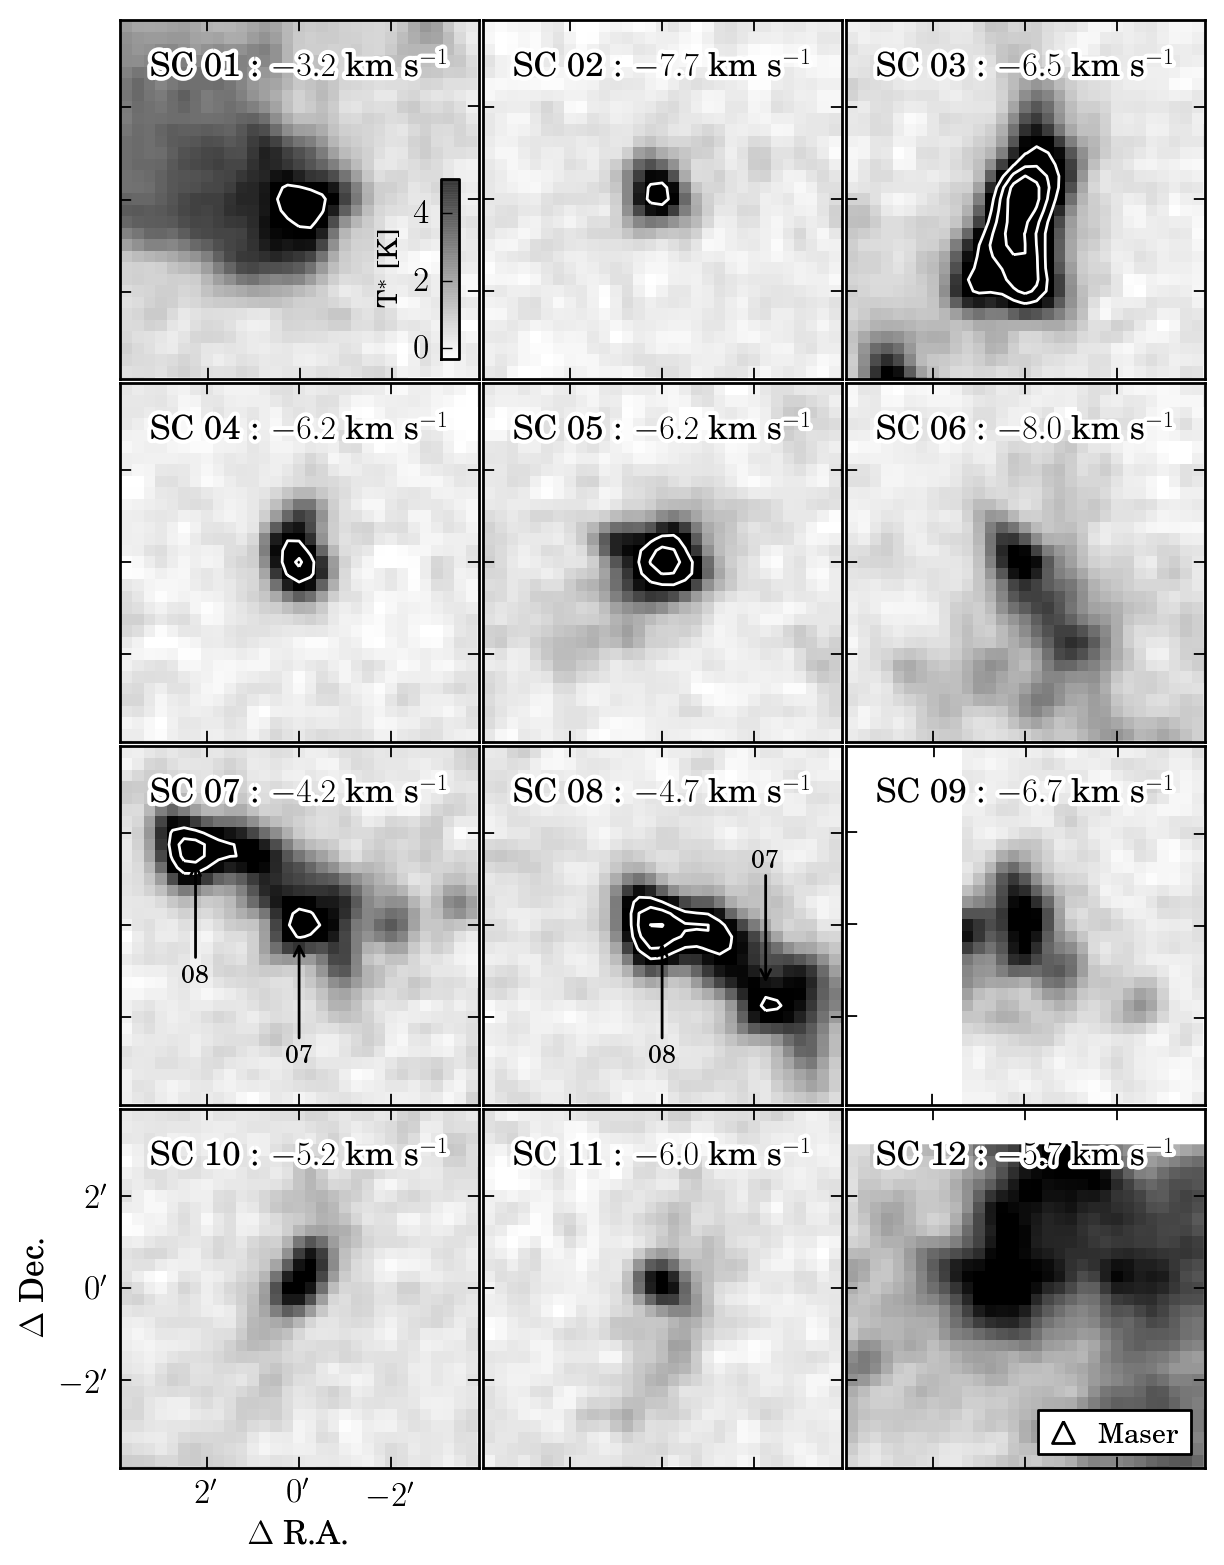 SC 01 : −3.2 km s⁻¹
SC 02 : −7.7 km s⁻¹
SC 03 : −6.5 km s⁻¹
T* [K]
4
2
0
SC 04 : −6.2 km s⁻¹
SC 05 : −6.2 km s⁻¹
SC 06 : −8.0 km s⁻¹
SC 07 : −4.2 km s⁻¹
08
07
SC 08 : −4.7 km s⁻¹
07
08
SC 09 : −6.7 km s⁻¹
SC 10 : −5.2 km s⁻¹
SC 11 : −6.0 km s⁻¹
SC 12 : −5.7 km s⁻¹
Δ Dec.
2′
0′
−2′
Maser
2′ 0′ −2′
Δ R.A.